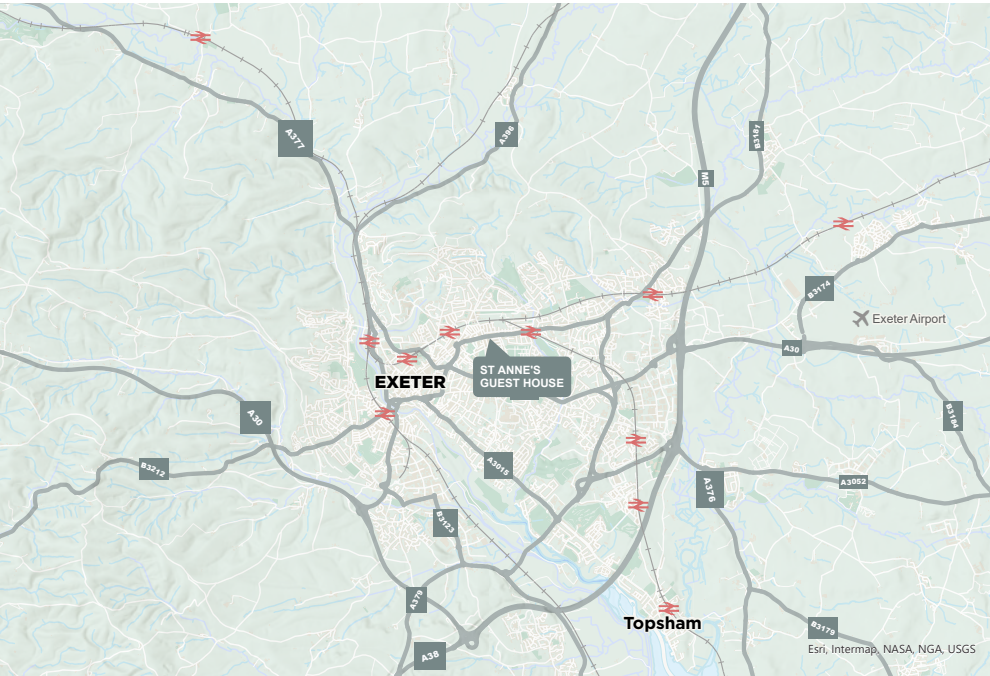 A377
A396
B3181
M5
B3174
Exeter Airport
A30
ST ANNE'S
GUEST HOUSE
EXETER
A30
B3184
B3212
A3015
A3052
A376
B3123
A379
Topsham
B3179
A38
Esri, Intermap, NASA, NGA, USGS